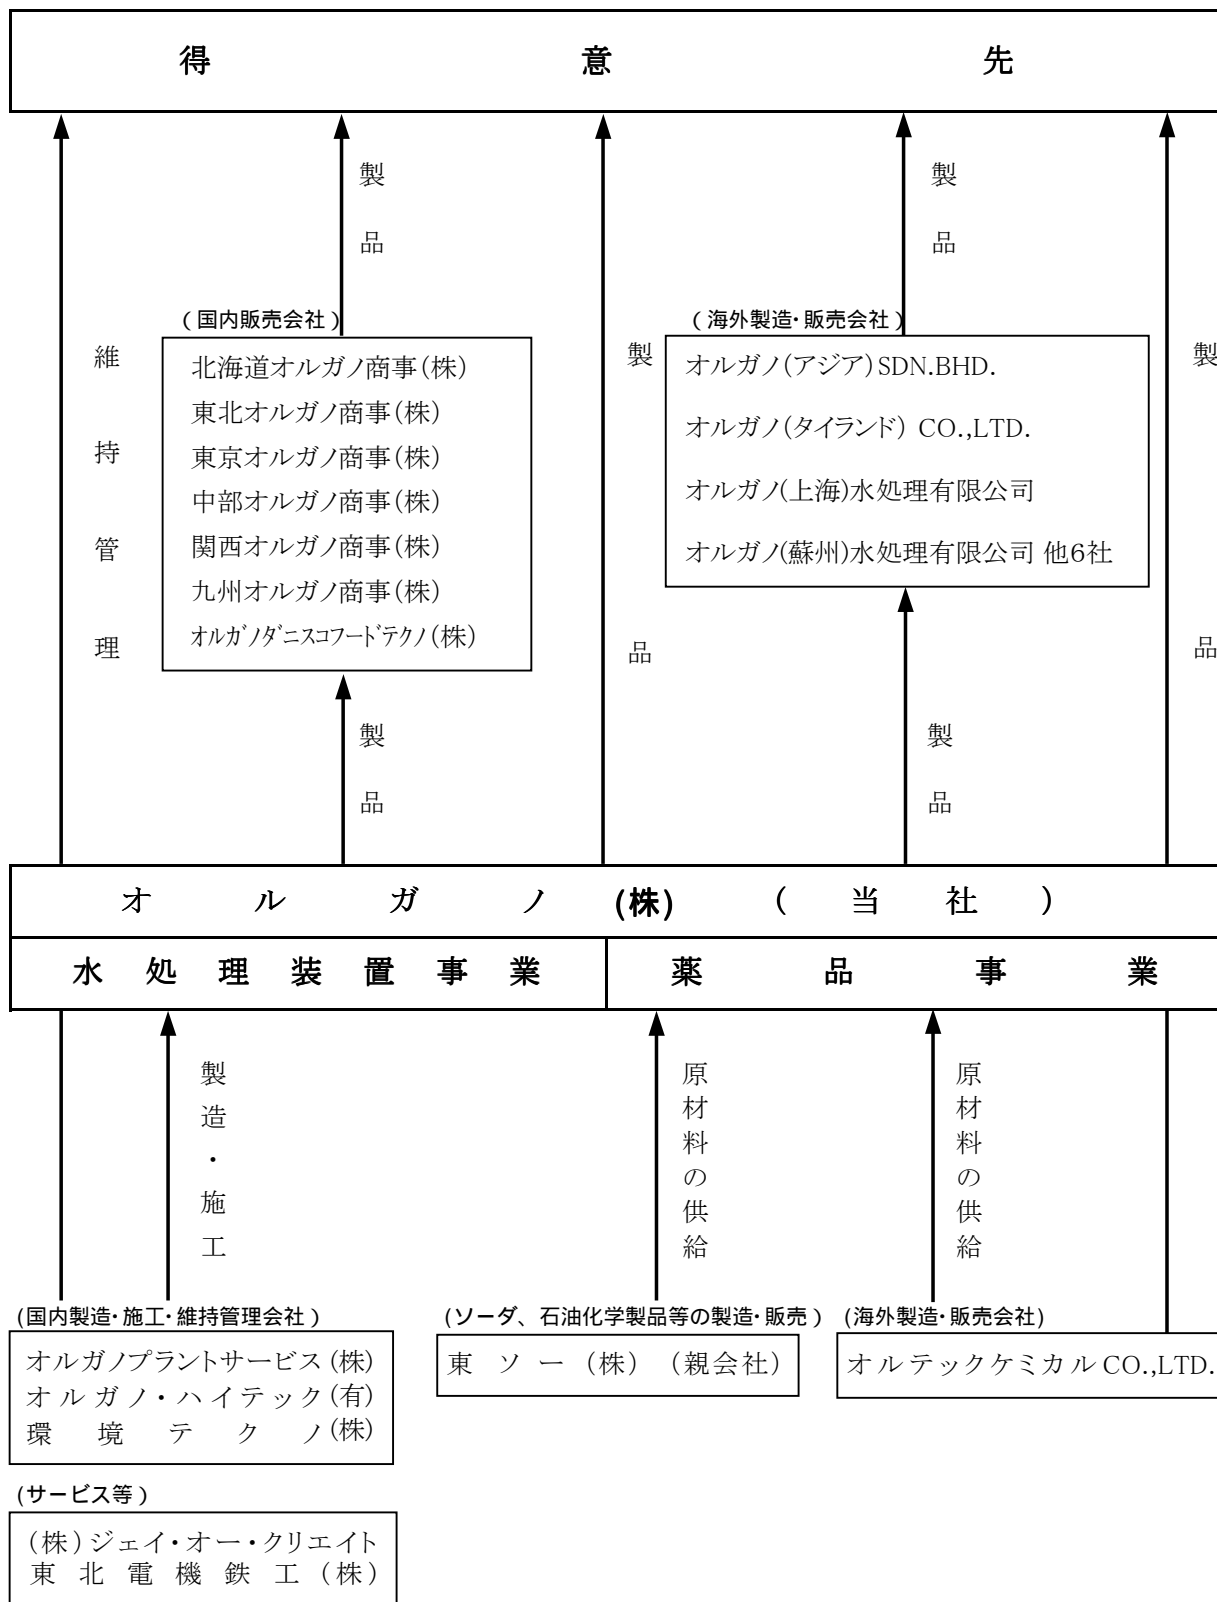 得意先
製品
製品
(国内販売会社)
北海道オルガノ商事(株)
東北オルガノ商事(株)
東京オルガノ商事(株)
中部オルガノ商事(株)
関西オルガノ商事(株)
九州オルガノ商事(株)
オルガノダニスコフードテクノ(株)
(海外製造・販売会社)
オルガノ(アジア)SDN.BHD.
オルガノ(タイランド) CO.,LTD.
オルガノ(上海)水処理有限公司
オルガノ(蘇州)水処理有限公司 他6社
維持管理
製品
製品
製品
製品
オルガノ(株) (当社)
水処理装置事業
薬品事業
製造・施工
原材料の供給
原材料の供給
(国内製造・施工・維持管理会社)
オルガノプラントサービス(株)
オルガノ・ハイテック(有)
環境テクノ(株)
(ソーダ、石油化学製品等の製造・販売)
東ソー(株) (親会社)
(海外製造・販売会社)
オルテックケミカルCO.,LTD.
(サービス等)
(株)ジェイ・オー・クリエイト
東北電機鉄工(株)